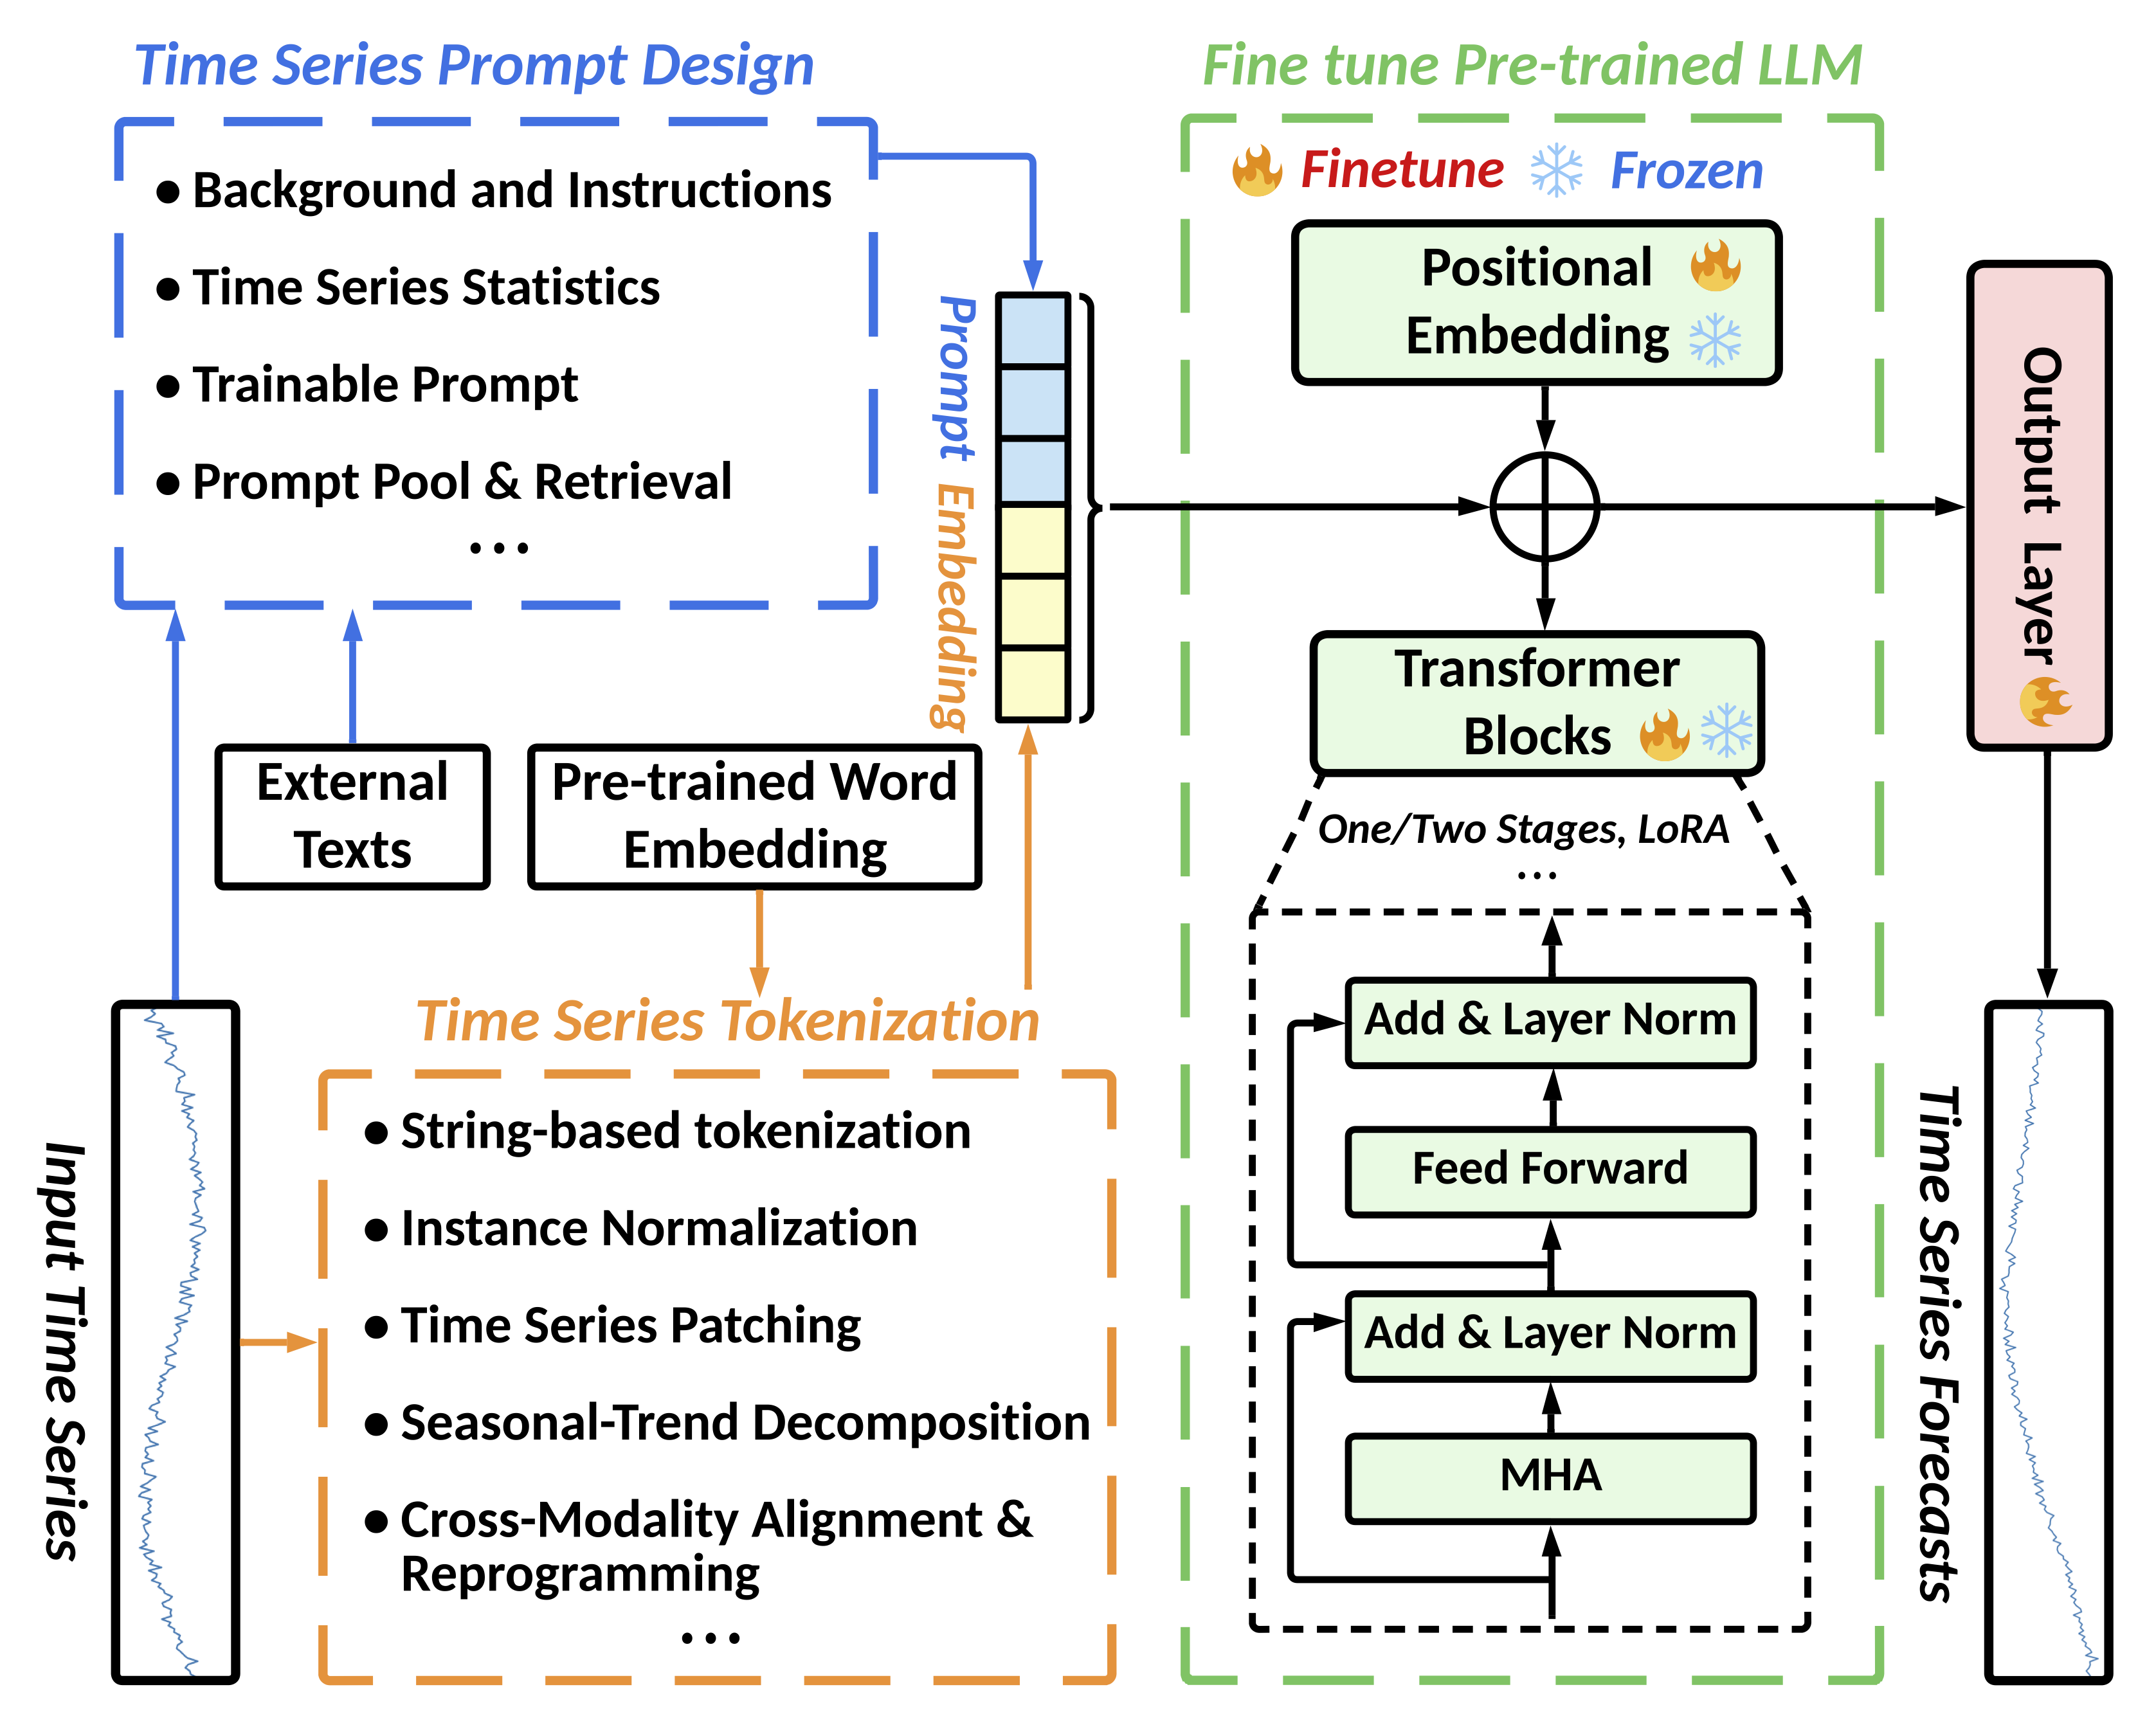 Time Series Prompt Design
● Background and Instructions
● Time Series Statistics
● Trainable Prompt
● Prompt Pool & Retrieval
...
Prompt Embedding
External
Texts
Pre-trained Word
Embedding
Input Time Series
Time Series Tokenization
● String-based tokenization
● Instance Normalization
● Time Series Patching
● Seasonal-Trend Decomposition
● Cross-Modality Alignment &
Reprogramming
...
Fine tune Pre-trained LLM
Finetune Frozen
Positional
Embedding
Transformer
Blocks
One/Two Stages, LoRA
...
Add & Layer Norm
Feed Forward
Add & Layer Norm
MHA
Output Layer
Time Series Forecasts